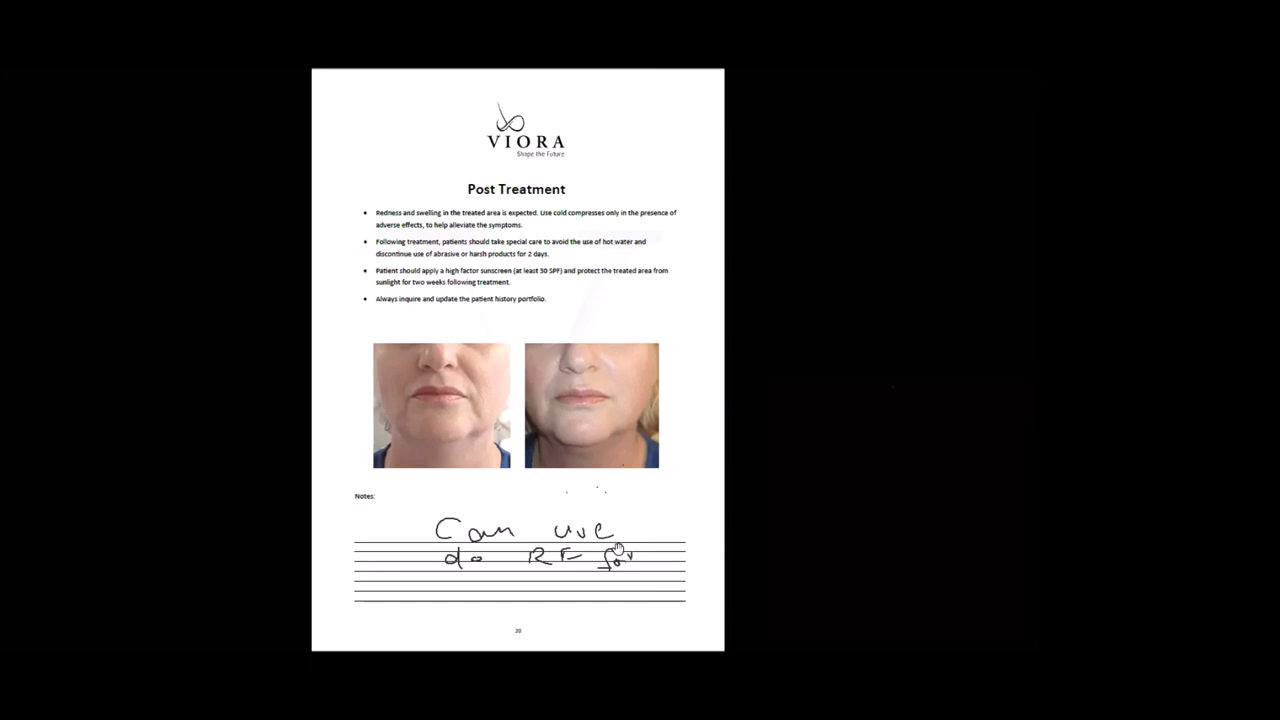 VIORA
Shape the Future
Post Treatment
• Redness and swelling in the treated area is expected. Use cold compresses only in the presence of
adverse effects, to help alleviate the symptoms.
• Following treatment, patients should take special care to avoid the use of hot water and
discontinue use of abrasive or harsh products for 2 days.
• Patient should apply a high factor sunscreen (at least 30 SPF) and protect the treated area from
sunlight for two weeks following treatment.
• Always inquire and update the patient history portfolio.
Notes:
Can we
do RF for
20